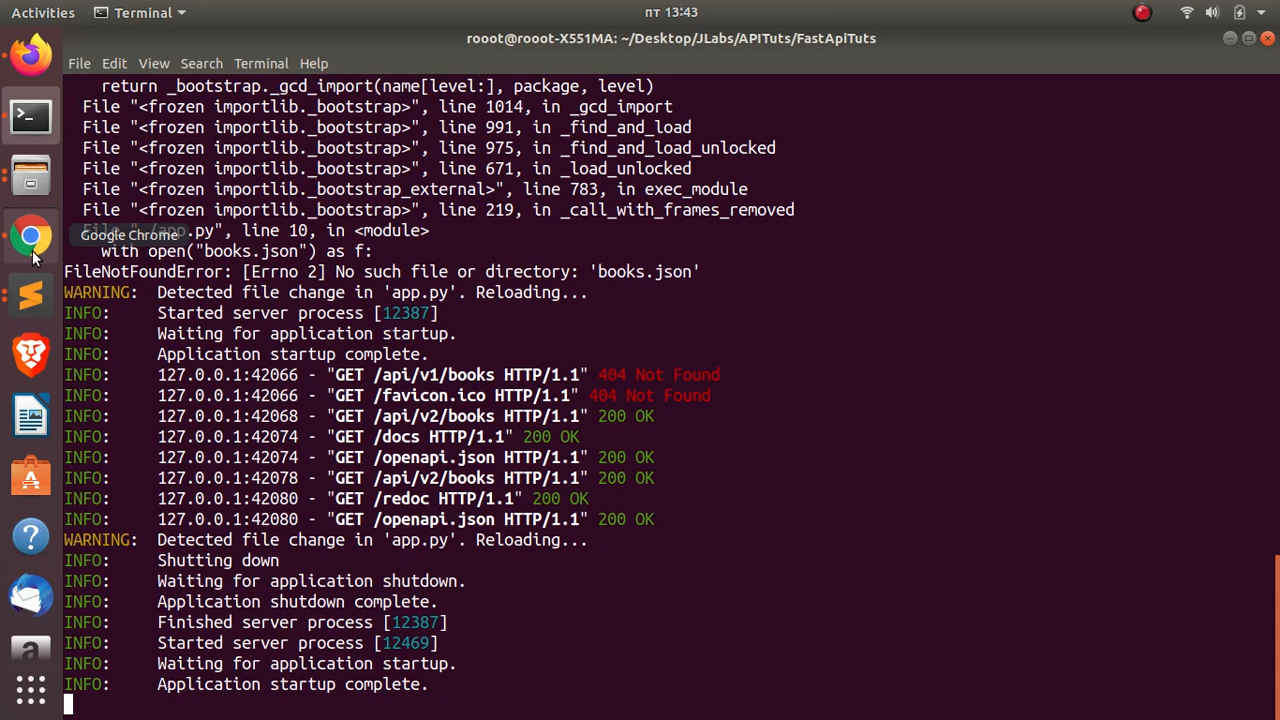 Activities
Terminal
пт 13:43
rooot@rooot-X551MA: ~/Desktop/JLabs/APITuts/FastApiTuts
File Edit View Search Terminal Help
return _bootstrap._gcd_import(name[level:], package, level)
File "<frozen importlib._bootstrap>", line 1014, in _gcd_import
File "<frozen importlib._bootstrap>", line 991, in _find_and_load
File "<frozen importlib._bootstrap>", line 975, in _find_and_load_unlocked
File "<frozen importlib._bootstrap>", line 671, in _load_unlocked
File "<frozen importlib._bootstrap_external>", line 783, in exec_module
File "<frozen importlib._bootstrap>", line 219, in _call_with_frames_removed
File "./app.py", line 10, in <module>
Google Chrome
with open("books.json") as f:
FileNotFoundError: [Errno 2] No such file or directory: 'books.json'
WARNING: Detected file change in 'app.py'. Reloading...
INFO: Started server process [12387]
INFO: Waiting for application startup.
INFO: Application startup complete.
INFO: 127.0.0.1:42066 - "GET /api/v1/books HTTP/1.1" 404 Not Found
INFO: 127.0.0.1:42066 - "GET /favicon.ico HTTP/1.1" 404 Not Found
INFO: 127.0.0.1:42068 - "GET /api/v2/books HTTP/1.1" 200 OK
INFO: 127.0.0.1:42074 - "GET /docs HTTP/1.1" 200 OK
INFO: 127.0.0.1:42074 - "GET /openapi.json HTTP/1.1" 200 OK
INFO: 127.0.0.1:42078 - "GET /api/v2/books HTTP/1.1" 200 OK
INFO: 127.0.0.1:42080 - "GET /redoc HTTP/1.1" 200 OK
INFO: 127.0.0.1:42080 - "GET /openapi.json HTTP/1.1" 200 OK
WARNING: Detected file change in 'app.py'. Reloading...
INFO: Shutting down
INFO: Waiting for application shutdown.
INFO: Application shutdown complete.
INFO: Finished server process [12387]
INFO: Started server process [12469]
INFO: Waiting for application startup.
INFO: Application startup complete.